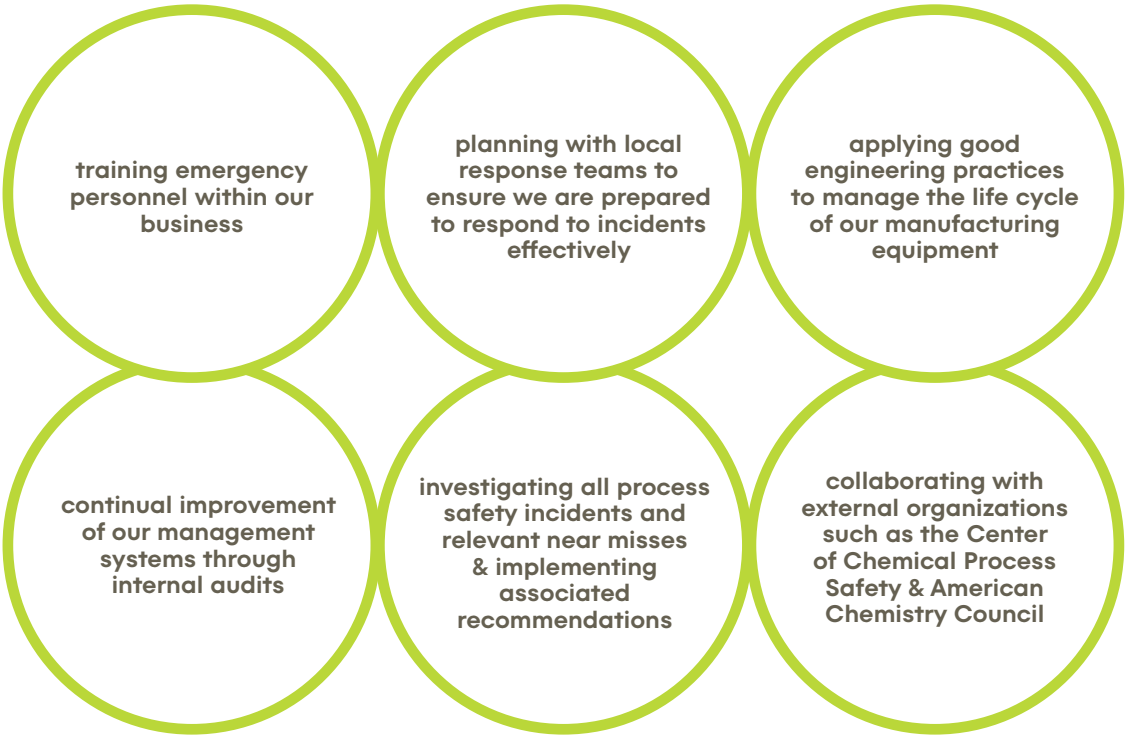 training emergency
personnel within our
business
planning with local
response teams to
ensure we are prepared
to respond to incidents
effectively
applying good
engineering practices
to manage the life cycle
of our manufacturing
equipment
continual improvement
of our management
systems through
internal audits
investigating all process
safety incidents and
relevant near misses
& implementing
associated
recommendations
collaborating with
external organizations
such as the Center
of Chemical Process
Safety & American
Chemistry Council